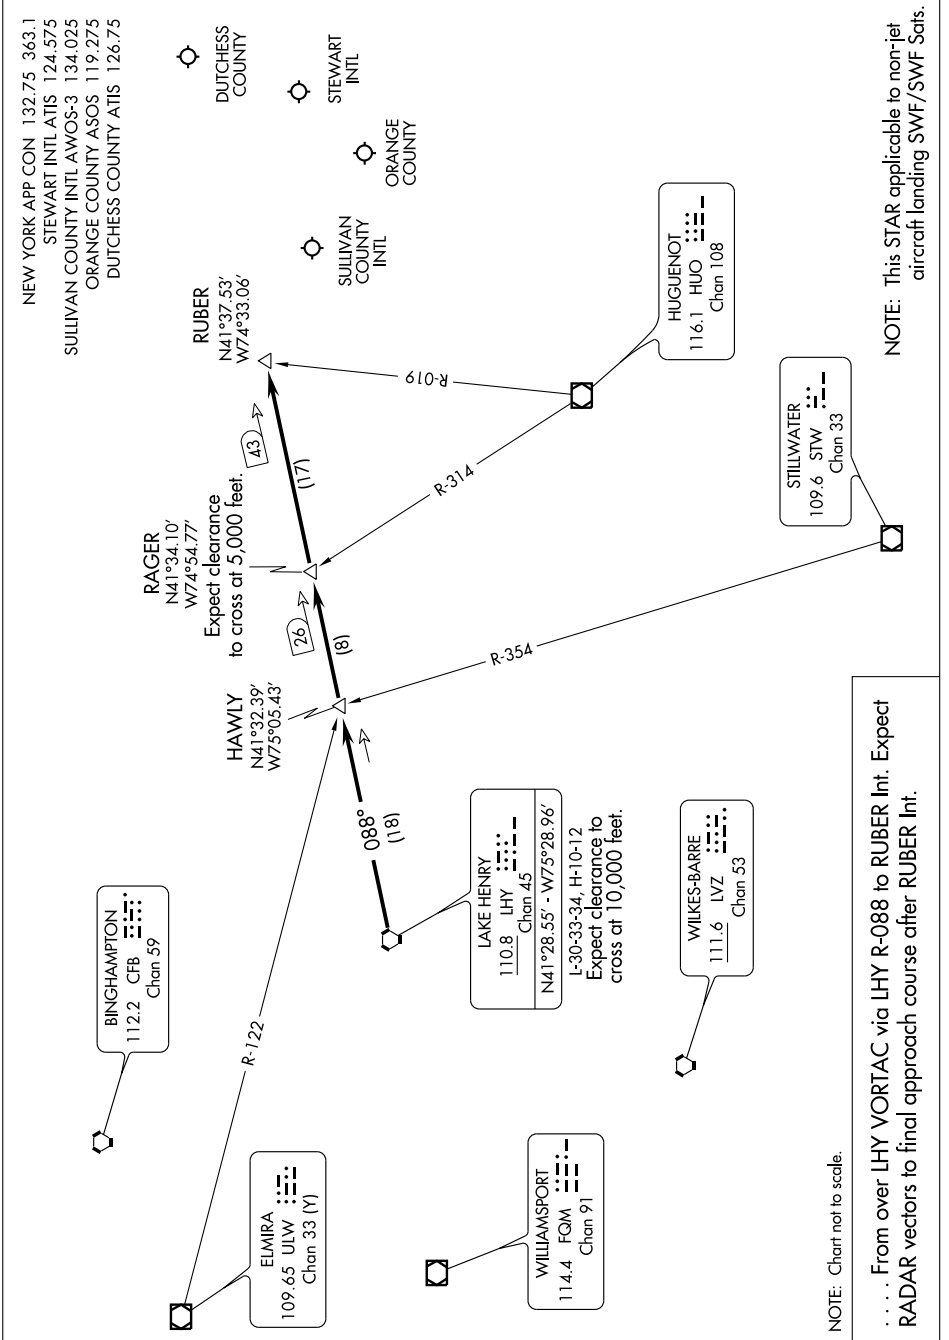 NEW YORK APP CON 132.75 363.1
STEWART INTL ATIS 124.575
SULLIVAN COUNTY INTL AWOS-3 134.025
ORANGE COUNTY ASOS 119.275
DUTCHESS COUNTY ATIS 126.75
DUTCHESS
COUNTY
STEWART
INTL
ORANGE
COUNTY
SULLIVAN
COUNTY
INTL
RUBER
N41°37.53'
W74°33.06'
RAGER
N41°34.10'
W74°54.77'
Expect clearance
to cross at 5,000 feet.
HAWLY
N41°32.39'
W75°05.43'
43
(17)
26
(8)
088°
(18)
R-019
R-314
R-354
R-122
BINGHAMPTON
112.2 CFB
Chan 59
ELMIRA
109.65 ULW
Chan 33 (Y)
LAKE HENRY
110.8 LHY
Chan 45
N41°28.55' - W75°28.96'
L-30-33-34, H-10-12
Expect clearance to
cross at 10,000 feet.
HUGUENOT
116.1 HUO
Chan 108
STILLWATER
109.6 STW
Chan 33
WILKES-BARRE
111.6 LVZ
Chan 53
WILLIAMSPORT
114.4 FQM
Chan 91
NOTE: This STAR applicable to non-jet
aircraft landing SWF/SWF Sats.
NOTE: Chart not to scale.
. . . . From over LHY VORTAC via LHY R-088 to RUBER Int. Expect
RADAR vectors to final approach course after RUBER Int.